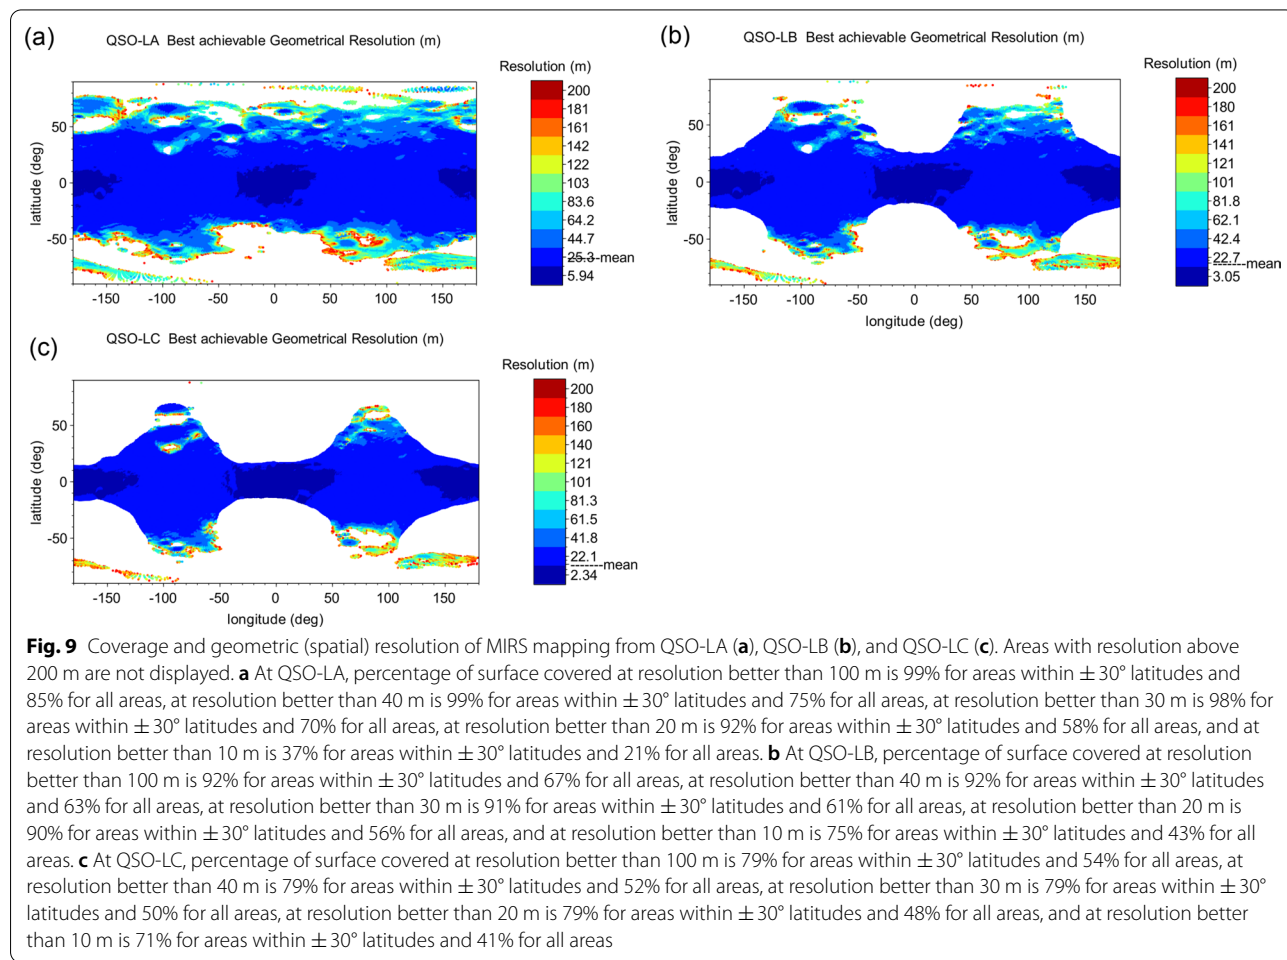 (a)
QSO-LA Best achievable Geometrical Resolution (m)
Resolution (m)
200
181
161
142
122
103
83.6
64.2
44.7
25.3 mean
5.94
latitude (deg)
50
0
-50
-150
-100
-50
0
50
100
150
(b)
QSO-LB Best achievable Geometrical Resolution (m)
Resolution (m)
200
180
161
141
121
101
81.8
62.1
42.4
22.7
mean
3.05
latitude (deg)
50
0
-50
-150
-100
-50
0
50
100
150
longitude (deg)
(c)
QSO-LC Best achievable Geometrical Resolution (m)
Resolution (m)
200
180
160
140
121
101
81.3
61.5
41.8
22.1
mean
2.34
latitude (deg)
50
0
-50
-150
-100
-50
0
50
100
150
longitude (deg)
Fig. 9 Coverage and geometric (spatial) resolution of MIRS mapping from QSO-LA (a), QSO-LB (b), and QSO-LC (c). Areas with resolution above
200 m are not displayed. a At QSO-LA, percentage of surface covered at resolution better than 100 m is 99% for areas within ± 30° latitudes and
85% for all areas, at resolution better than 40 m is 99% for areas within ± 30° latitudes and 75% for all areas, at resolution better than 30 m is 98% for
areas within ± 30° latitudes and 70% for all areas, at resolution better than 20 m is 92% for areas within ± 30° latitudes and 58% for all areas, and at
resolution better than 10 m is 37% for areas within ± 30° latitudes and 21% for all areas. b At QSO-LB, percentage of surface covered at resolution
better than 100 m is 92% for areas within ± 30° latitudes and 67% for all areas, at resolution better than 40 m is 92% for areas within ± 30° latitudes
and 63% for all areas, at resolution better than 30 m is 91% for areas within ± 30° latitudes and 61% for all areas, at resolution better than 20 m is
90% for areas within ± 30° latitudes and 56% for all areas, and at resolution better than 10 m is 75% for areas within ± 30° latitudes and 43% for all
areas. c At QSO-LC, percentage of surface covered at resolution better than 100 m is 79% for areas within ± 30° latitudes and 54% for all areas, at
resolution better than 40 m is 79% for areas within ± 30° latitudes and 52% for all areas, at resolution better than 30 m is 79% for areas within ± 30°
latitudes and 50% for all areas, at resolution better than 20 m is 79% for areas within ± 30° latitudes and 48% for all areas, and at resolution better
than 10 m is 71% for areas within ± 30° latitudes and 41% for all areas